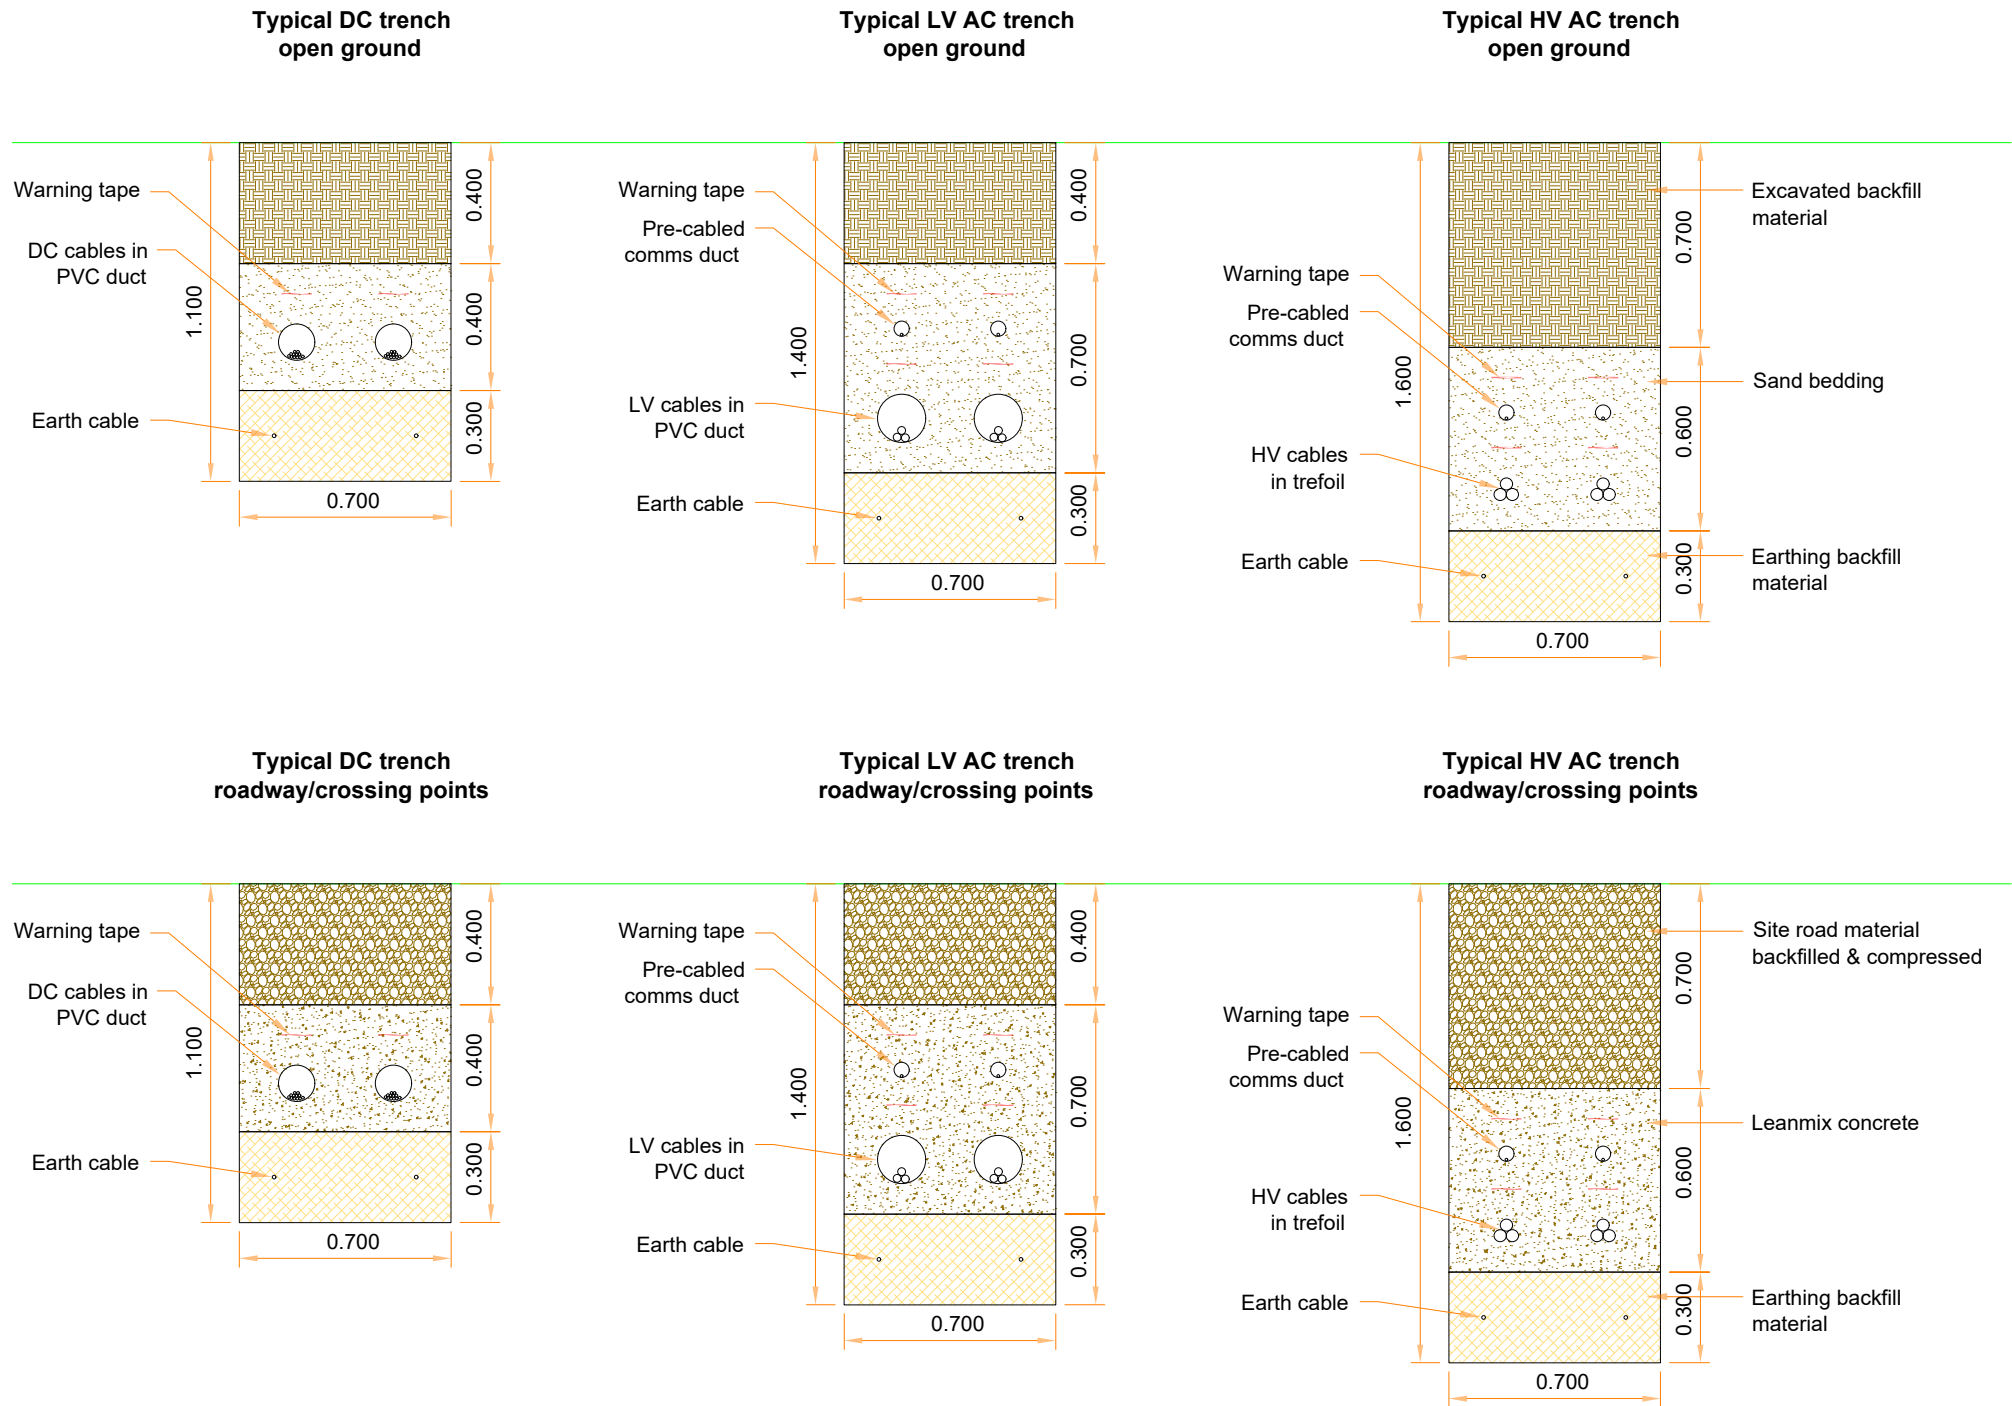 Typical DC trench
open ground
Typical LV AC trench
open ground
Typical HV AC trench
open ground
Warning tape
DC cables in
PVC duct
Earth cable
1.100
0.400
0.400
0.300
0.700
Warning tape
Pre-cabled
comms duct
LV cables in
PVC duct
Earth cable
1.400
0.400
0.700
0.300
0.700
Warning tape
Pre-cabled
comms duct
HV cables
in trefoil
Earth cable
1.600
0.700
0.600
0.300
0.700
Excavated backfill
material
Sand bedding
Earthing backfill
material
Typical DC trench
roadway/crossing points
Typical LV AC trench
roadway/crossing points
Typical HV AC trench
roadway/crossing points
Warning tape
DC cables in
PVC duct
Earth cable
1.100
0.400
0.400
0.300
0.700
Warning tape
Pre-cabled
comms duct
LV cables in
PVC duct
Earth cable
1.400
0.400
0.700
0.300
0.700
Warning tape
Pre-cabled
comms duct
HV cables
in trefoil
Earth cable
1.600
0.700
0.600
0.300
0.700
Site road material
backfilled & compressed
Leanmix concrete
Earthing backfill
material